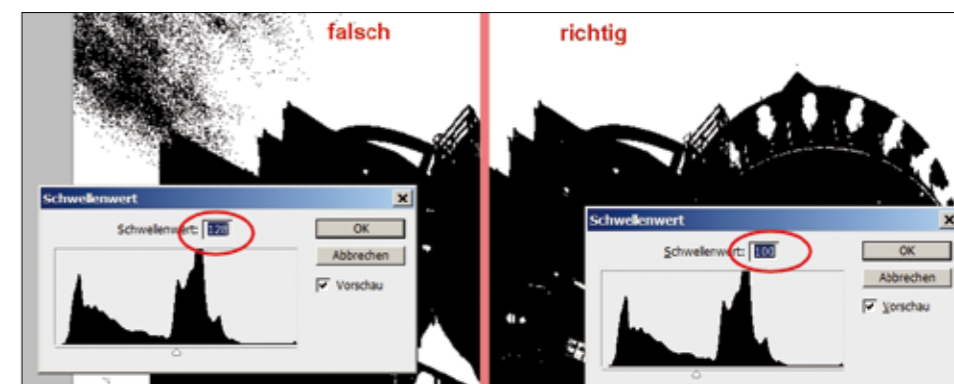 falsch
richtig
Schwellenwert
Schwellenwert: 128
OK
Abbrechen
Vorschau
Schwellenwert
Schwellenwert: 100
OK
Abbrechen
Vorschau